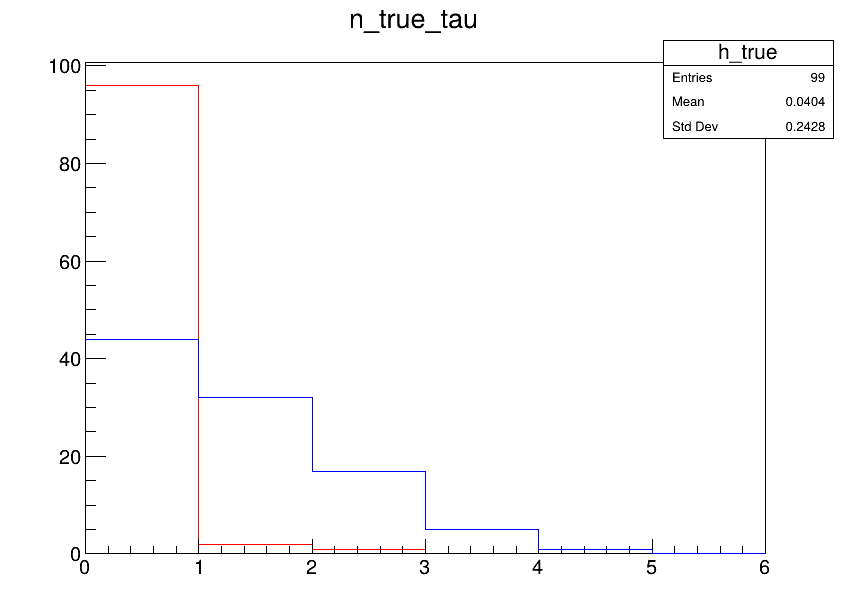 n_true_tau
h_true
Entries 99
Mean 0.0404
Std Dev 0.2428
100
80
60
40
20
0
0 1 2 3 4 5 6